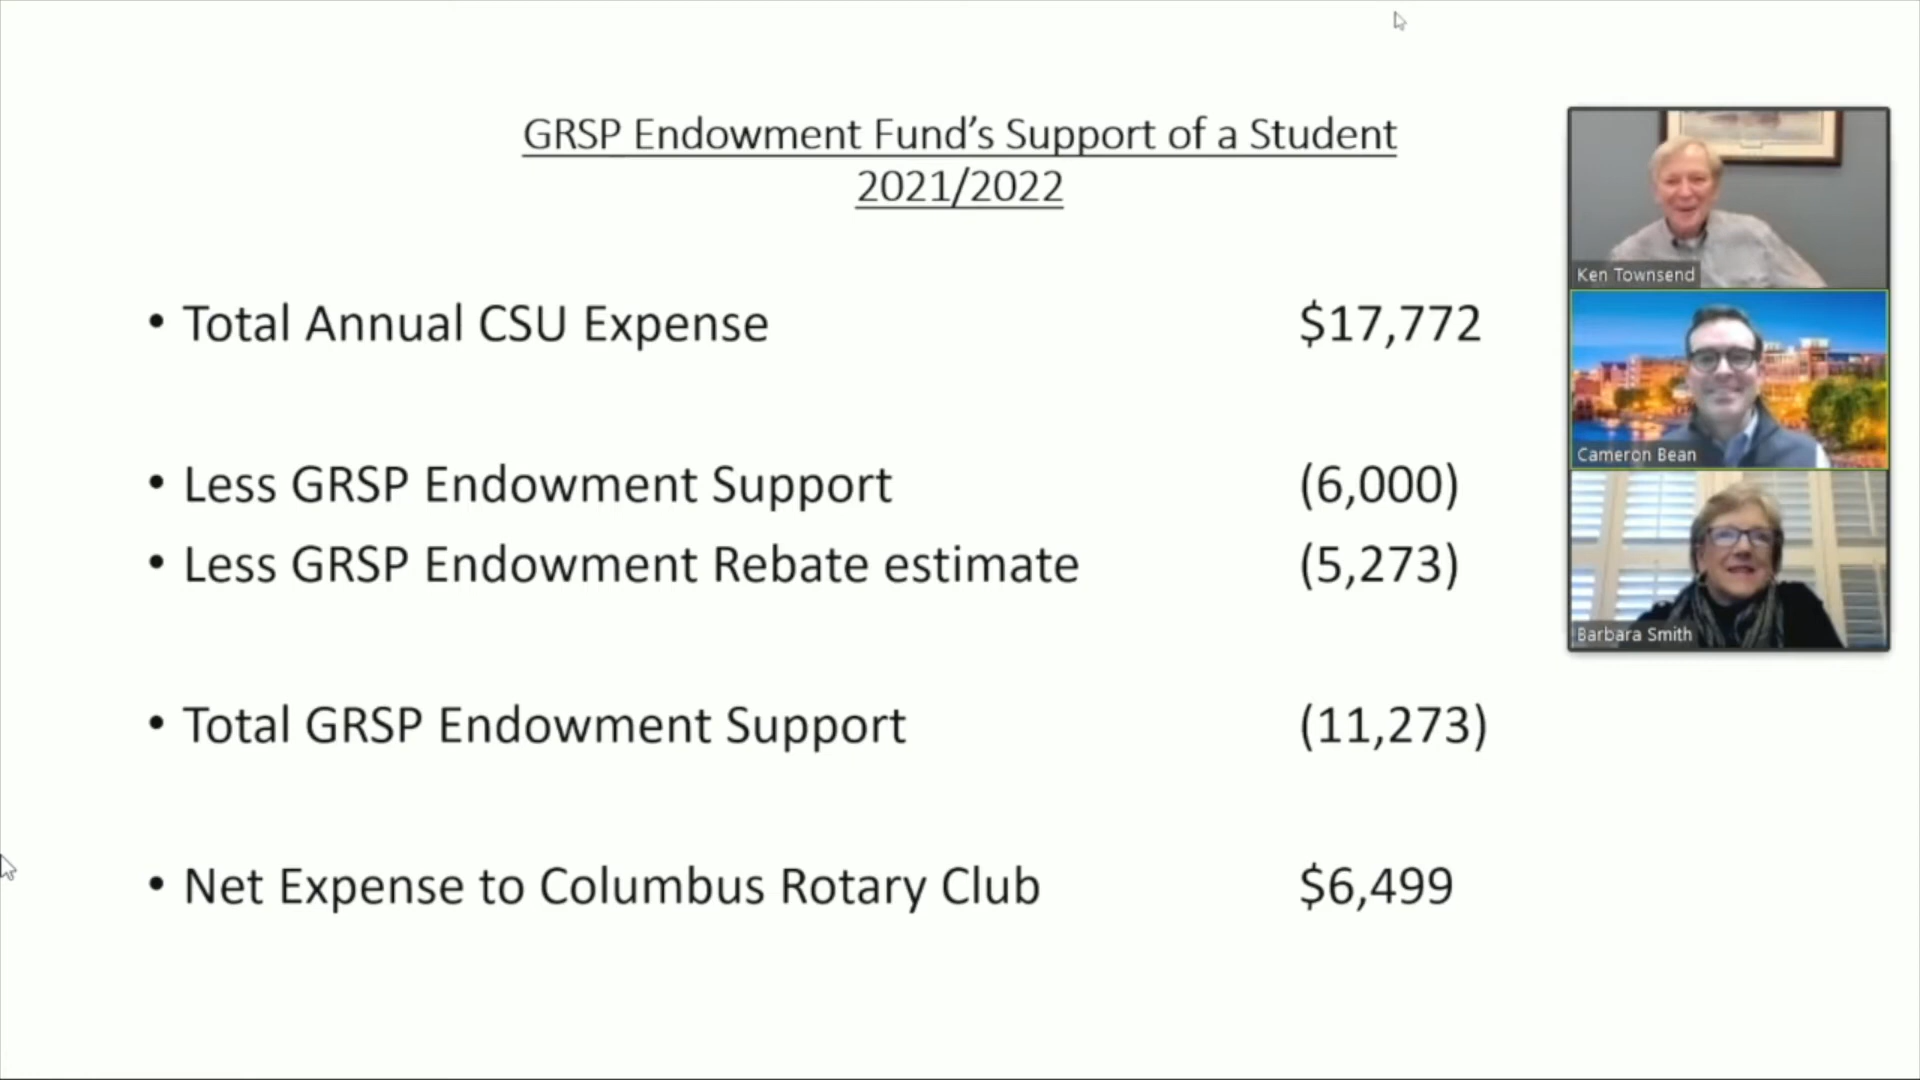 GRSP Endowment Fund's Support of a Student
2021/2022
• Total Annual CSU Expense $17,772
• Less GRSP Endowment Support (6,000)
• Less GRSP Endowment Rebate estimate (5,273)
• Total GRSP Endowment Support (11,273)
• Net Expense to Columbus Rotary Club $6,499
Ken Townsend
Cameron Bean
Barbara Smith